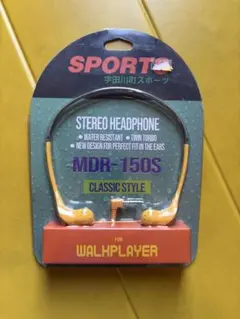 SPORTS
宇田川町スポーツ
STEREO HEADPHONE
• WATER RESISTANT • TWIN TURBO
• NEW DESIGN FOR PERFECT FIT IN THE EARS
MDR-150S
CLASSIC STYLE
FOR
WALKPLAYER